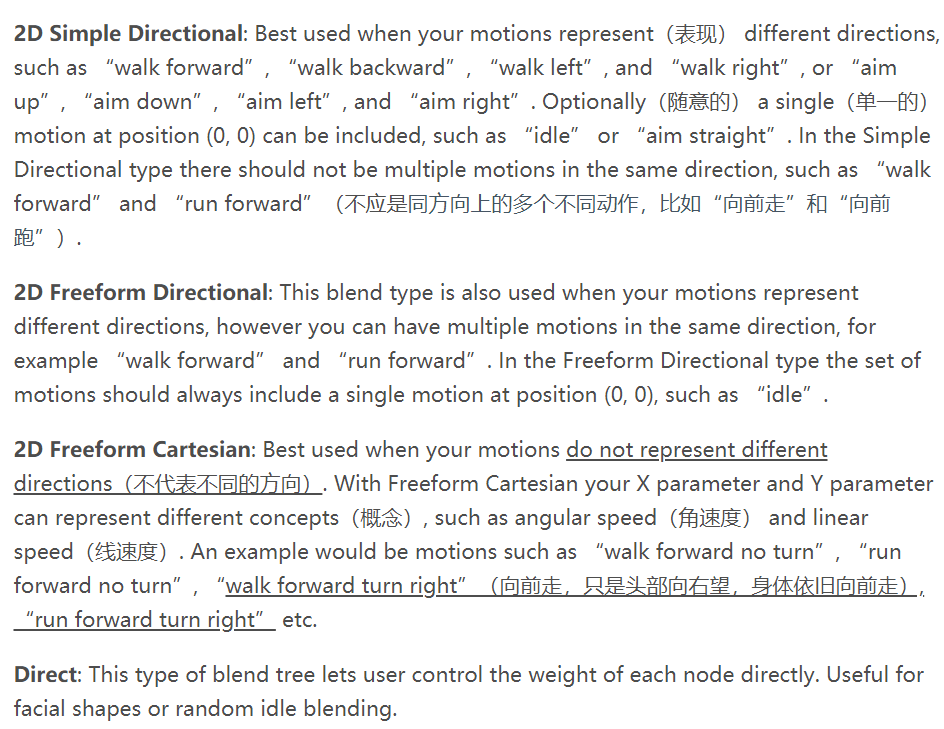 2D Simple Directional: Best used when your motions represent（表现） different directions,
such as “walk forward”, “walk backward”, “walk left”, and “walk right”, or “aim
up”, “aim down”, “aim left”, and “aim right”. Optionally（随意的） a single（单一的）
motion at position (0, 0) can be included, such as “idle” or “aim straight”. In the Simple
Directional type there should not be multiple motions in the same direction, such as “walk
forward” and “run forward”（不应是同方向上的多个不同动作，比如“向前走”和“向前
跑”）.
2D Freeform Directional: This blend type is also used when your motions represent
different directions, however you can have multiple motions in the same direction, for
example “walk forward” and “run forward”. In the Freeform Directional type the set of
motions should always include a single motion at position (0, 0), such as “idle”.
2D Freeform Cartesian: Best used when your motions do not represent different
directions（不代表不同的方向）. With Freeform Cartesian your X parameter and Y parameter
can represent different concepts（概念）, such as angular speed（角速度） and linear
speed（线速度）. An example would be motions such as “walk forward no turn”, “run
forward no turn”, “walk forward turn right”（向前走，只是头部向右望，身体依旧向前走）,
“run forward turn right” etc.
Direct: This type of blend tree lets user control the weight of each node directly. Useful for
facial shapes or random idle blending.